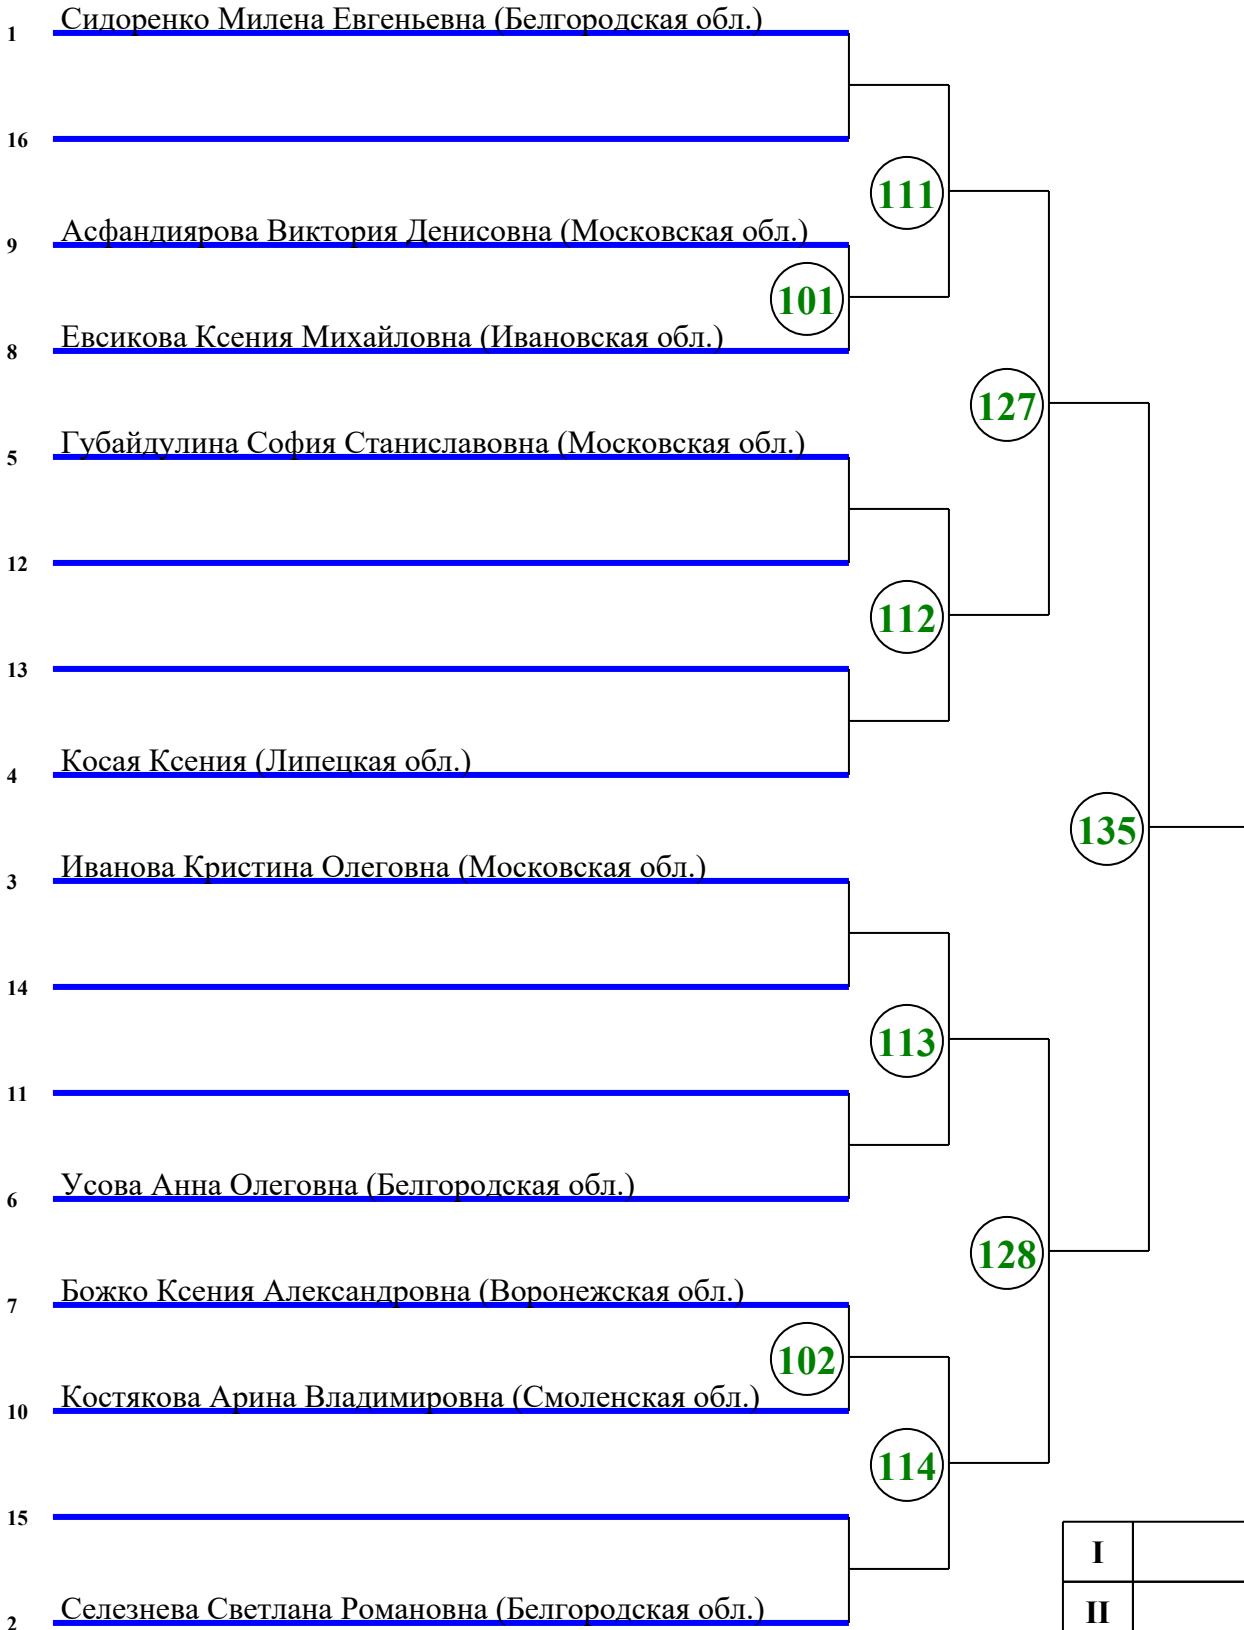 1 Сидоренко Милена Евгеньевна (Белгородская обл.)
16
111
9 Асфандиярова Виктория Денисовна (Московская обл.)
101
8 Евсикова Ксения Михайловна (Ивановская обл.)
127
5 Губайдулина София Станиславовна (Московская обл.)
12
112
13
4 Косая Ксения (Липецкая обл.)
135
3 Иванова Кристина Олеговна (Московская обл.)
14
113
11
6 Усова Анна Олеговна (Белгородская обл.)
128
7 Божко Ксения Александровна (Воронежская обл.)
102
10 Костякова Арина Владимировна (Смоленская обл.)
114
15
I
2 Селезнева Светлана Романовна (Белгородская обл.)
II